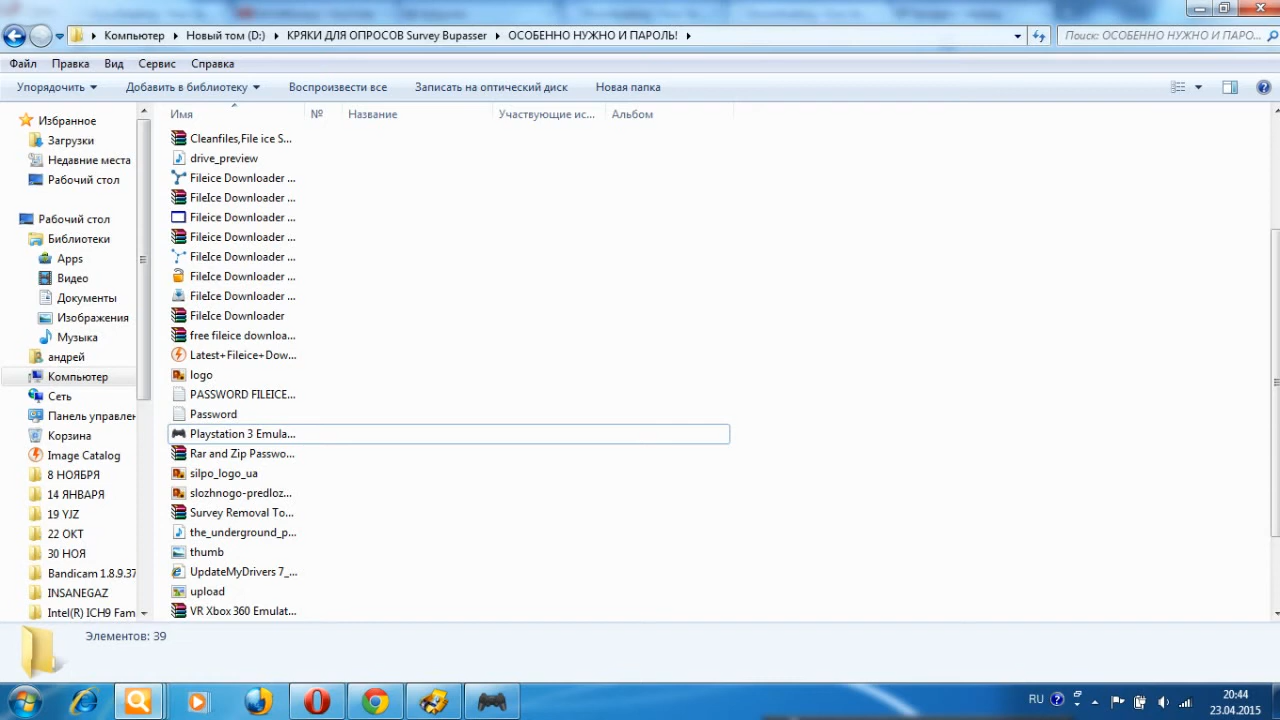 Компьютер Новый том (D:) КРЯКИ ДЛЯ ОПРОСОВ Survey Bupasser ОСОБЕННО НУЖНО И ПАРОЛЬ! Поиск: ОСОБЕННО НУЖНО И ПАРО...
Файл Правка Вид Сервис Справка
Упорядочить Добавить в библиотеку Воспроизвести все Записать на оптический диск Новая папка
Имя № Название Участвующие ис... Альбом
Избранное
Загрузки
Недавние места
Рабочий стол
Рабочий стол
Библиотеки
Apps
Видео
Документы
Изображения
Музыка
андрей
Компьютер
Сеть
Панель управлен
Корзина
Image Catalog
8 НОЯБРЯ
14 ЯНВАРЯ
19 YJZ
22 ОКТ
30 НОЯ
Bandicam 1.8.9.37
INSANEGAZ
Intel(R) ICH9 Fam
Cleanfiles,File ice S...
drive_preview
Fileice Downloader ...
FileIce Downloader ...
Fileice Downloader ...
Fileice Downloader ...
FileIce Downloader ...
FileIce Downloader ...
FileIce Downloader ...
FileIce Downloader
free fileice downloa...
Latest+Fileice+Dow...
logo
PASSWORD FILEICE...
Password
Playstation 3 Emula...
Rar and Zip Passwo...
silpo_logo_ua
slozhnogo-predloz...
Survey Removal To...
the_underground_p...
thumb
UpdateMyDrivers 7_...
upload
VR Xbox 360 Emulat...
Элементов: 39
RU 20:44
23.04.2015